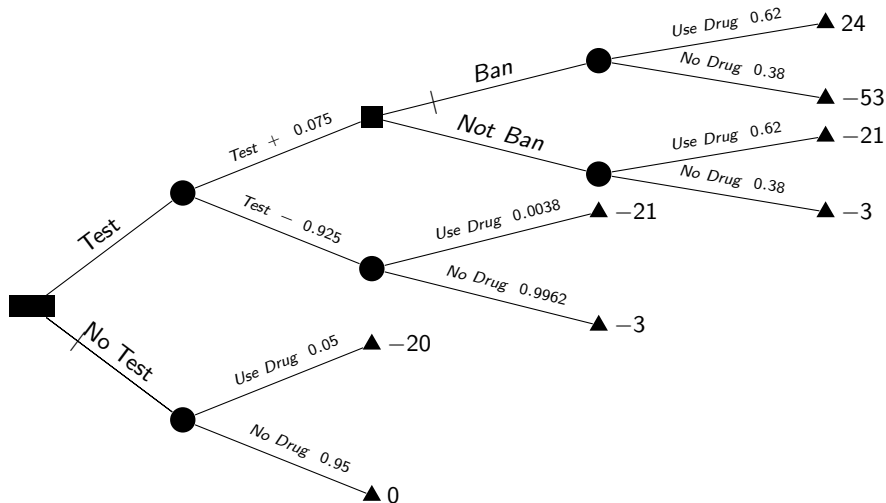 Use Drug 0.62
24
Ban
No Drug 0.38
−53
Test + 0.075
Not Ban
Use Drug 0.62
−21
No Drug 0.38
−3
Test
Test − 0.925
Use Drug 0.0038
−21
No Drug 0.9962
−3
No Test
Use Drug 0.05
−20
No Drug 0.95
0